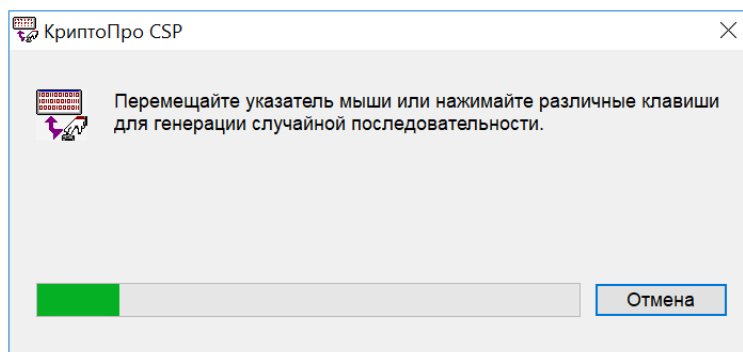 КриптоПро CSP
Перемещайте указатель мыши или нажимайте различные клавиши
для генерации случайной последовательности.
Отмена